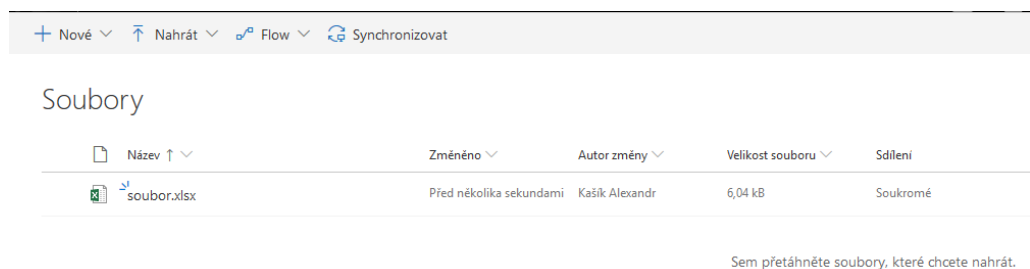 Nové Nahrát Flow Synchronizovat
Soubory
Název ↑ Změněno Autor změny Velikost souboru Sdílení
soubor.xlsx Před několika sekundami Kašík Alexandr 6,04 kB Soukromé
Sem přetáhněte soubory, které chcete nahrát.